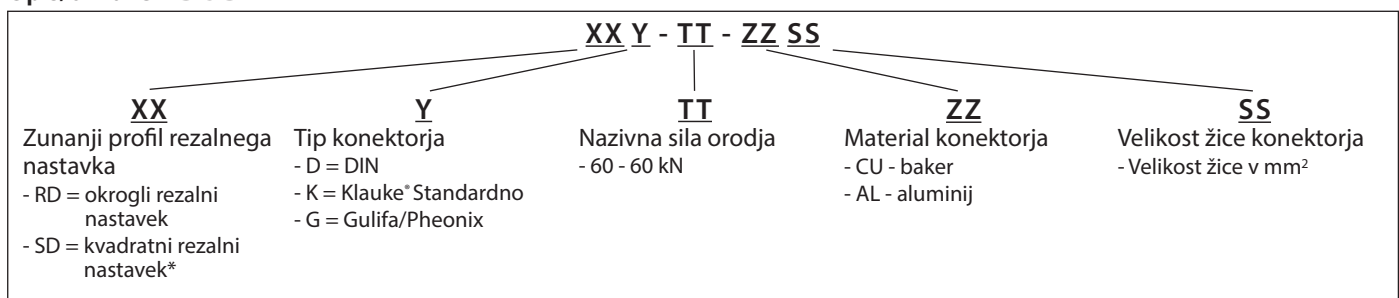 XX Y - TT - ZZ SS
XX
Zunanji profil rezalnega
nastavka
- RD = okrogli rezalni
nastavek
- SD = kvadratni rezalni
nastavek*
Y
Tip konektorja
- D = DIN
- K = Klauke® Standardno
- G = Gulifa/Pheonix
TT
Nazivna sila orodja
- 60 - 60 kN
ZZ
Material konektorja
- CU - baker
- AL - aluminij
SS
Velikost žice konektorja
- Velikost žice v mm²